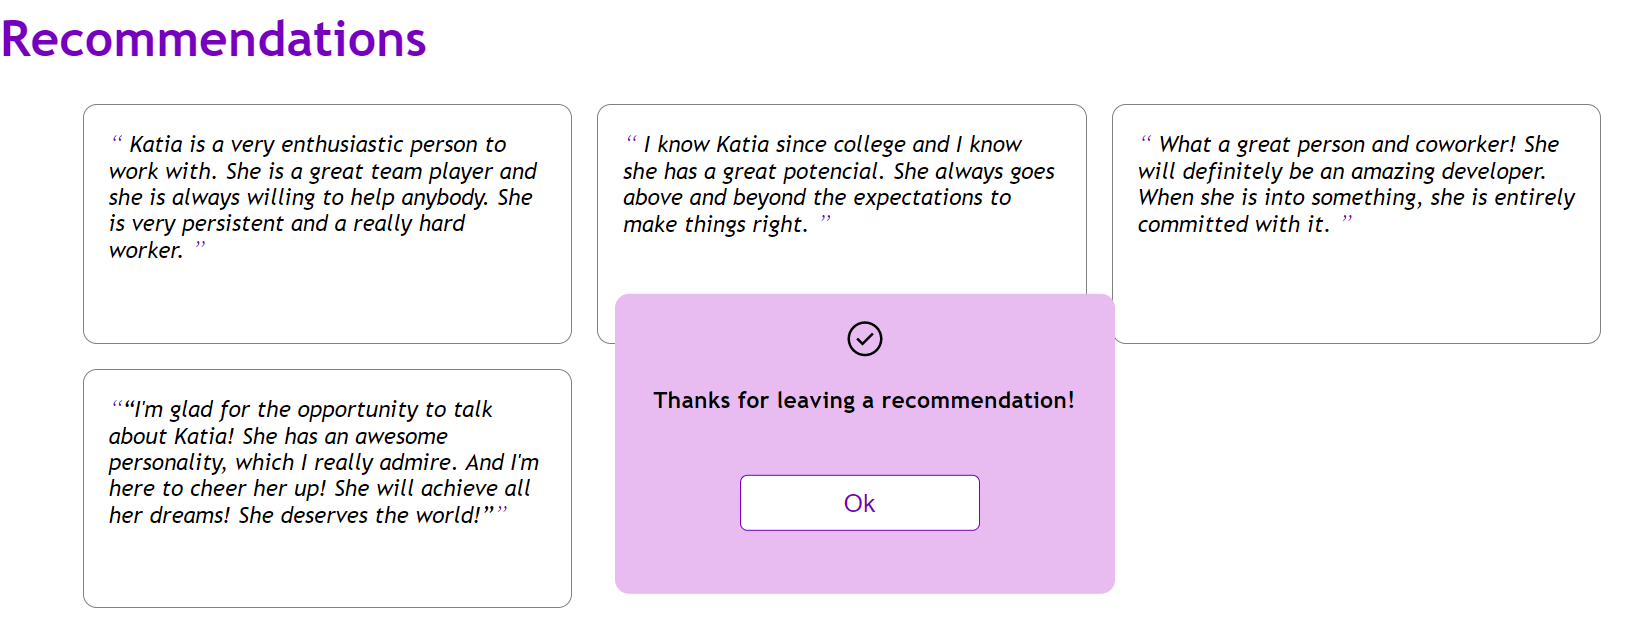 Recommendations
“ Katia is a very enthusiastic person to
work with. She is a great team player and
she is always willing to help anybody. She
is very persistent and a really hard
worker. ”
“ I know Katia since college and I know
she has a great potencial. She always goes
above and beyond the expectations to
make things right. ”
“ What a great person and coworker! She
will definitely be an amazing developer.
When she is into something, she is entirely
committed with it. ”
““I'm glad for the opportunity to talk
about Katia! She has an awesome
personality, which I really admire. And I'm
here to cheer her up! She will achieve all
her dreams! She deserves the world!””
Thanks for leaving a recommendation!
Ok